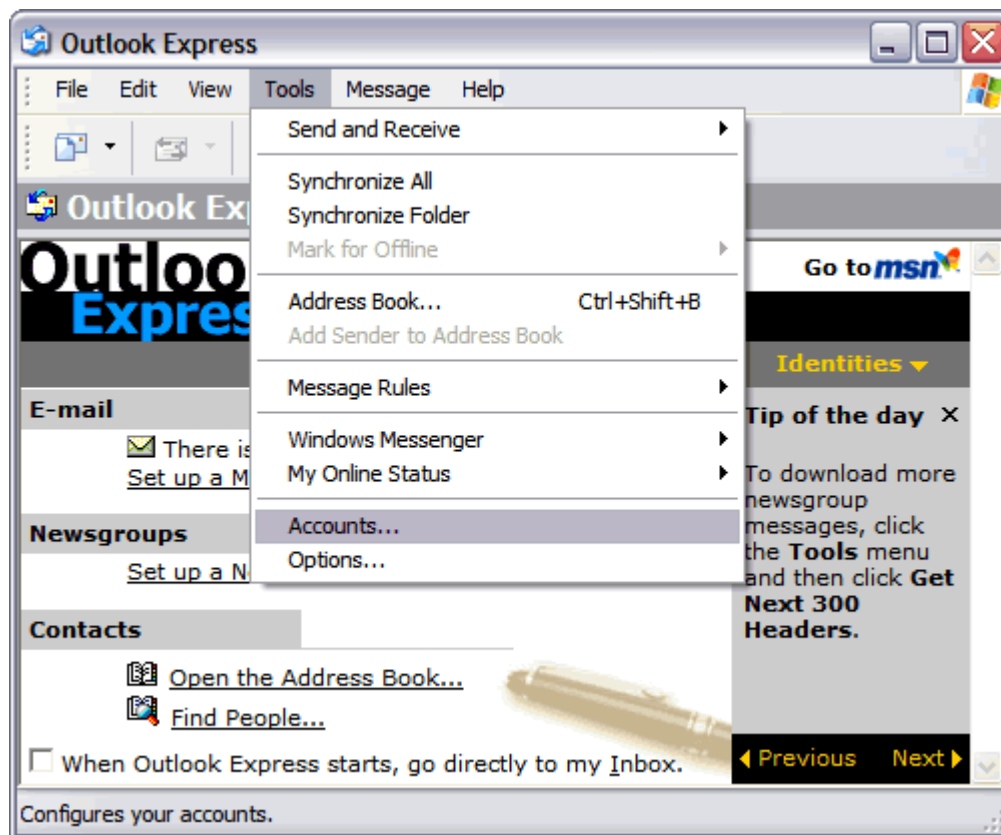 Outlook Express
File Edit View Tools Message Help
Send and Receive
Synchronize All
Synchronize Folder
Mark for Offline
Address Book... Ctrl+Shift+B
Add Sender to Address Book
Message Rules
Windows Messenger
My Online Status
Accounts...
Options...
Outlook Ex
Outloo
Expres
Go to msn
Identities
E-mail
There is
Set up a M
Newsgroups
Set up a N
Contacts
Open the Address Book...
Find People...
When Outlook Express starts, go directly to my Inbox.
Tip of the day
To download more
newsgroup
messages, click
the Tools menu
and then click Get
Next 300
Headers.
Previous Next
Configures your accounts.